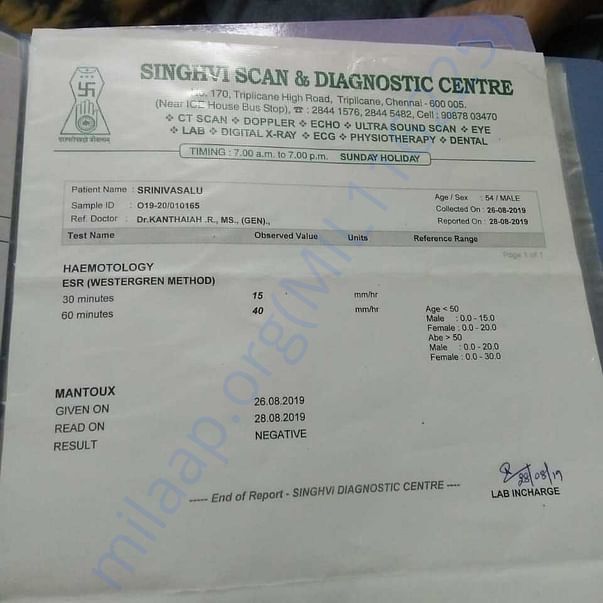 SINGHVI SCAN & DIAGNOSTIC CENTRE
No. 170, Triplicane High Road, Triplicane, Chennai - 600 005.
(Near ICE House Bus Stop), ☎ : 2844 1576, 2844 5482, Cell : 90878 03470
❖ CT SCAN ❖ DOPPLER ❖ ECHO ❖ ULTRA SOUND SCAN ❖ EYE
❖ LAB ❖ DIGITAL X-RAY ❖ ECG ❖ PHYSIOTHERAPY ❖ DENTAL
TIMING : 7.00 a.m. to 7.00 p.m. SUNDAY HOLIDAY
परस्परोपग्रहो जीवानाम्
Patient Name : SRINIVASALU Age / Sex : 54 / MALE
Sample ID : O19-20/010165 Collected On : 26-08-2019
Ref. Doctor : Dr.KANTHAIAH .R., MS., (GEN)., Reported On : 28-08-2019
Test Name Observed Value Units Reference Range
Page 1 of 1
HAEMOTOLOGY
ESR (WESTERGREN METHOD)
30 minutes 15 mm/hr
60 minutes 40 mm/hr Age < 50
Male : 0.0 - 15.0
Female : 0.0 - 20.0
Abe > 50
Male : 0.0 - 20.0
Female : 0.0 - 30.0
MANTOUX
GIVEN ON 26.08.2019
READ ON 28.08.2019
RESULT NEGATIVE
----- End of Report - SINGHVI DIAGNOSTIC CENTRE ----
28/08/19
LAB INCHARGE